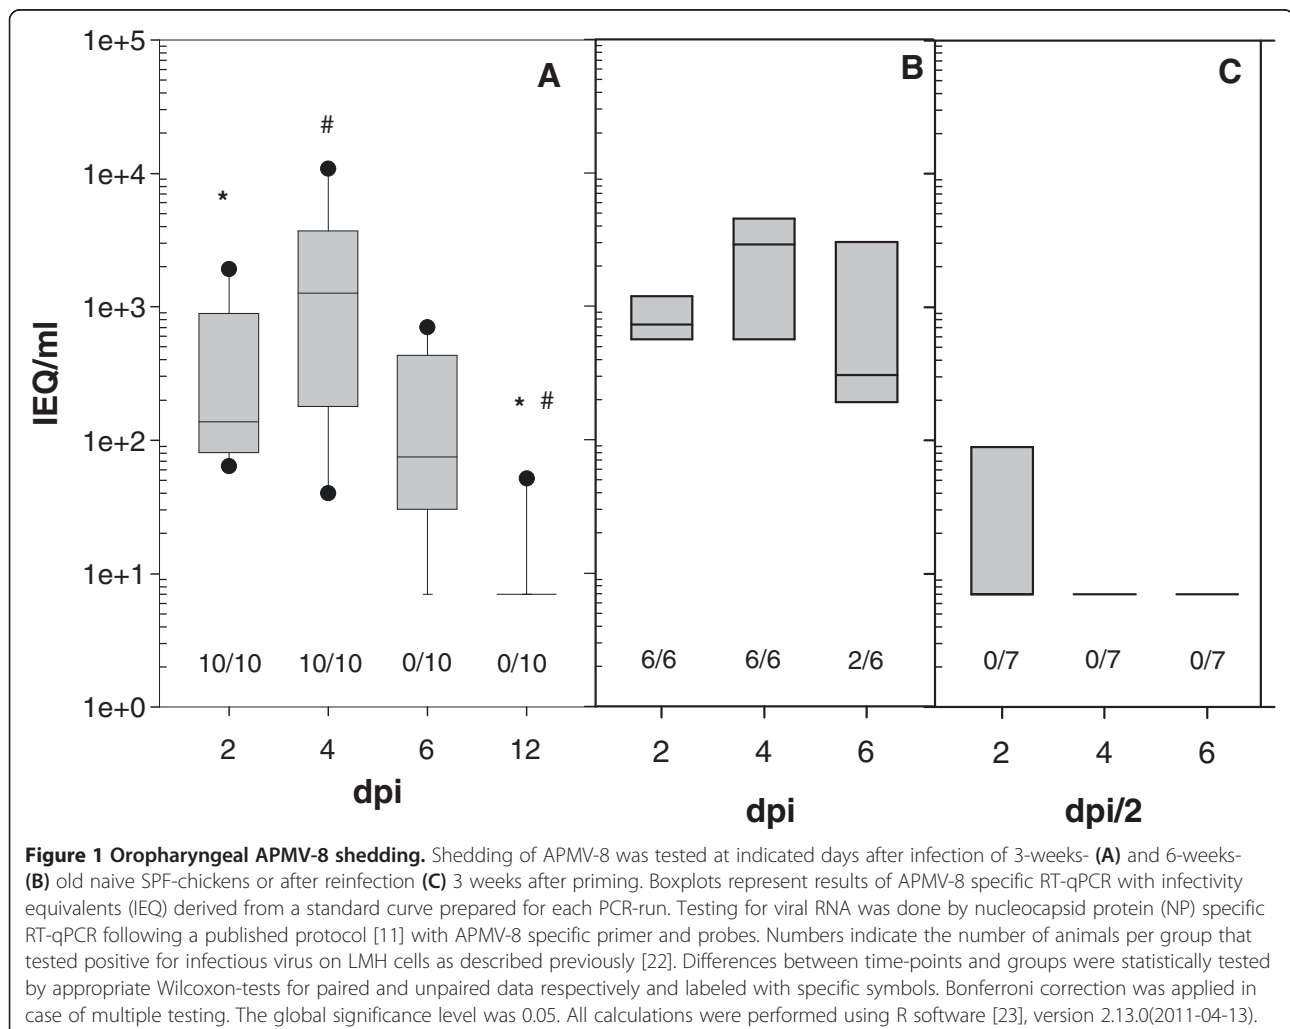 1e+5
1e+4
1e+3
1e+2
1e+1
1e+0
IEQ/ml
A
* # * #
10/10 10/10 0/10 0/10
2 4 6 12
dpi
B
6/6 6/6 2/6
2 4 6
dpi
C
0/7 0/7 0/7
2 4 6
dpi/2
Figure 1 Oropharyngeal APMV-8 shedding. Shedding of APMV-8 was tested at indicated days after infection of 3-weeks- (A) and 6-weeks-
(B) old naive SPF-chickens or after reinfection (C) 3 weeks after priming. Boxplots represent results of APMV-8 specific RT-qPCR with infectivity
equivalents (IEQ) derived from a standard curve prepared for each PCR-run. Testing for viral RNA was done by nucleocapsid protein (NP) specific
RT-qPCR following a published protocol [11] with APMV-8 specific primer and probes. Numbers indicate the number of animals per group that
tested positive for infectious virus on LMH cells as described previously [22]. Differences between time-points and groups were statistically tested
by appropriate Wilcoxon-tests for paired and unpaired data respectively and labeled with specific symbols. Bonferroni correction was applied in
case of multiple testing. The global significance level was 0.05. All calculations were performed using R software [23], version 2.13.0(2011-04-13).